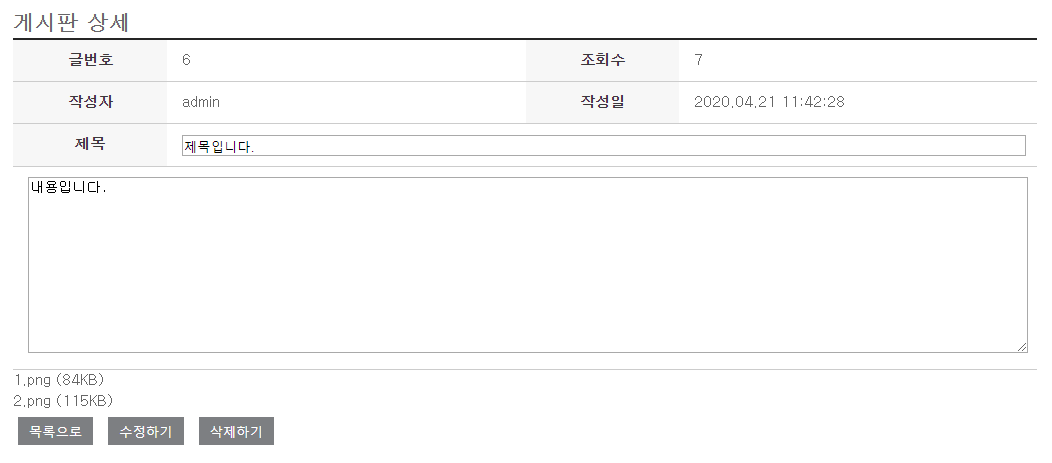 게시판 상세
글번호 6 조회수 7
작성자 admin 작성일 2020.04.21 11:42:28
제목 제목입니다.
내용입니다.
1.png (84KB)
2.png (115KB)
목록으로 수정하기 삭제하기